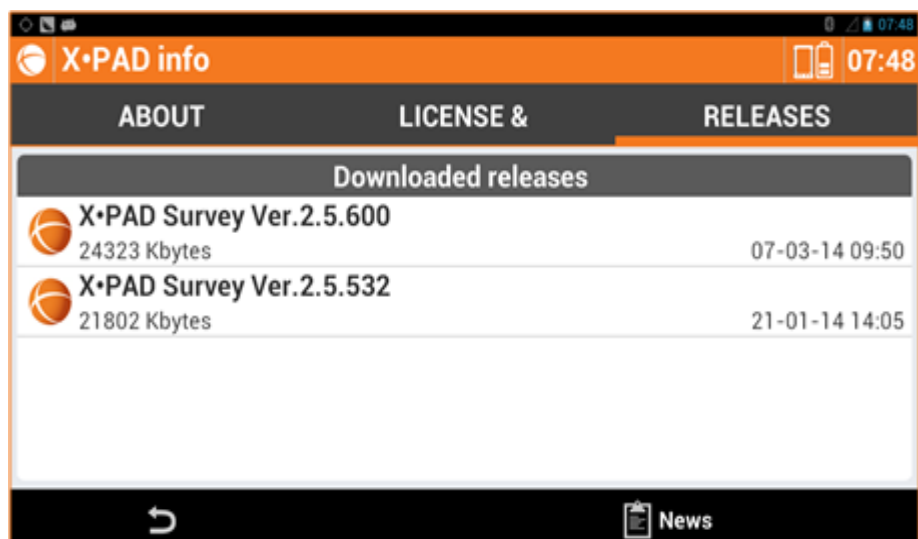 07:48
X•PAD info
07:48
ABOUT
LICENSE &
RELEASES
Downloaded releases
X•PAD Survey Ver.2.5.600
24323 Kbytes
07-03-14 09:50
X•PAD Survey Ver.2.5.532
21802 Kbytes
21-01-14 14:05
News